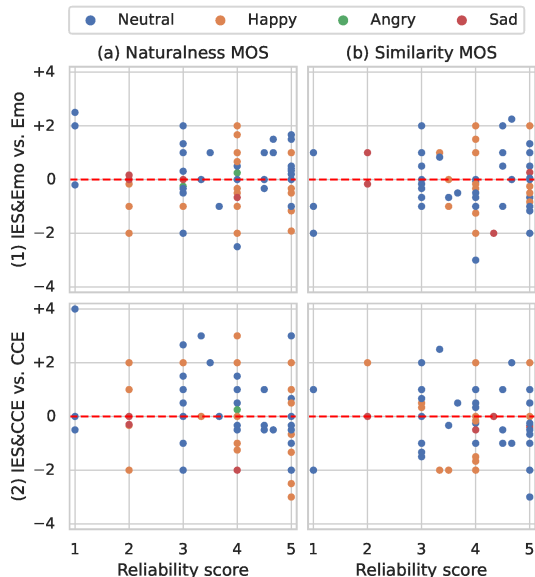 Neutral Happy Angry Sad
(a) Naturalness MOS (b) Similarity MOS
(1) IES&Emo vs. Emo
+4
+2
0
−2
−4
(2) IES&CCE vs. CCE
+4
+2
0
−2
−4
1 2 3 4 5 1 2 3 4 5
Reliability score Reliability score